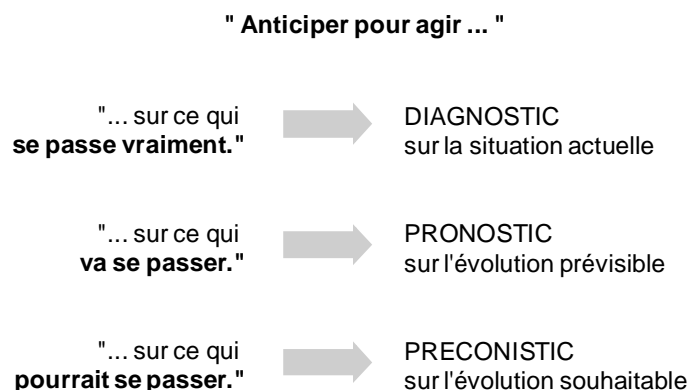 " Anticiper pour agir ... "
"... sur ce qui
se passe vraiment."
DIAGNOSTIC
sur la situation actuelle
"... sur ce qui
va se passer."
PRONOSTIC
sur l'évolution prévisible
"... sur ce qui
pourrait se passer."
PRECONISTIC
sur l'évolution souhaitable